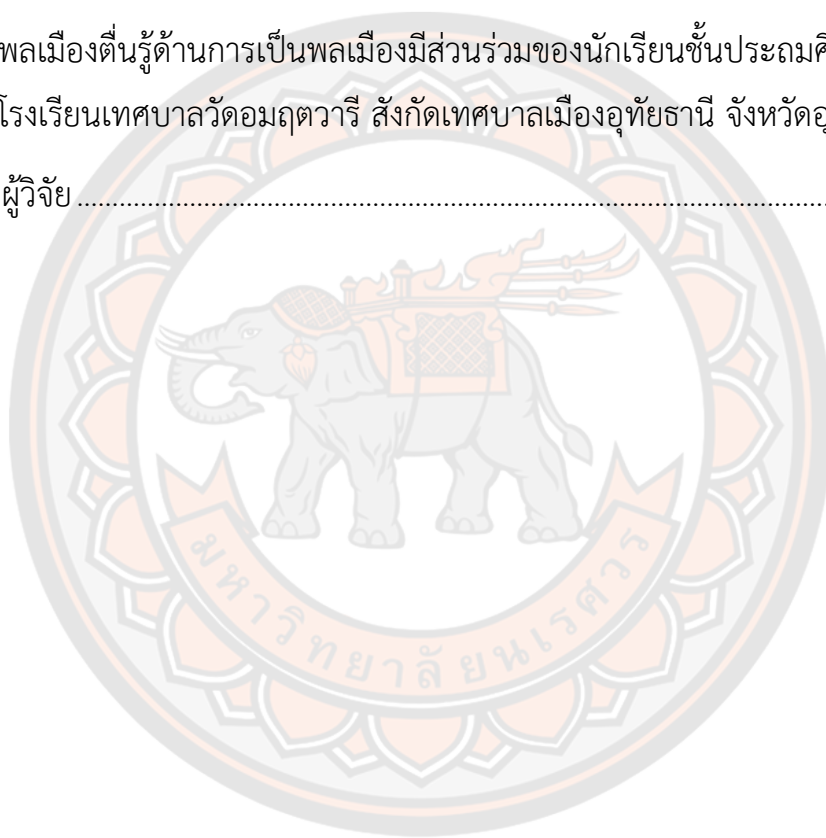 พลเมืองตื่นรู้ด้านการเป็นพลเมืองมีส่วนร่วมของนักเรียนชั้นประถม
โรงเรียนเทศบาลวัดอมฤตวารี สังกัดเทศบาลเมืองอุทัยธานี จังหวัด
ผู้วิจัย ................................................................................
มหาวิทยาลัยนเรศวร